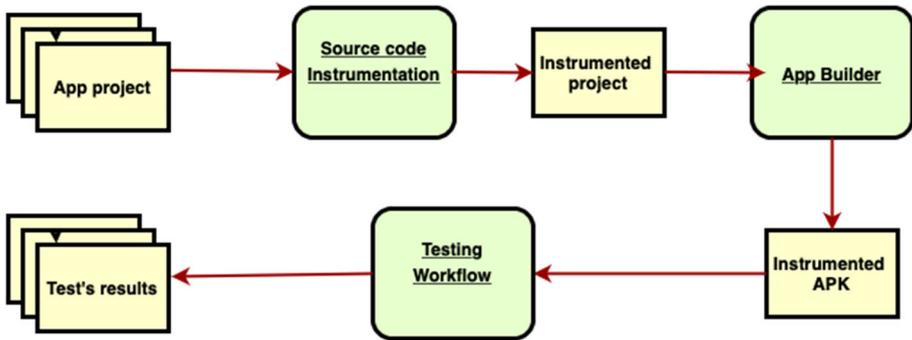 App project
Source code
Instrumentation
Instrumented
project
App Builder
Instrumented
APK
Testing
Workflow
Test's results